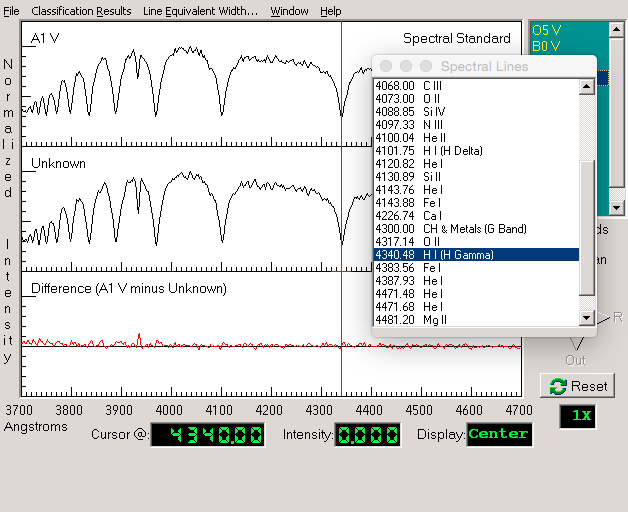 File Classification Results Line Equivalent Width... Window Help
Normalized Intensity
A1 V
Spectral Standard
O5 V
B0 V
Spectral Lines
4068.00 C III
4073.00 O II
4088.85 Si IV
4097.33 N III
4100.04 He II
4101.75 H I (H Delta)
4120.82 He I
4130.89 Si II
4143.76 He I
4143.88 Fe I
4226.74 Ca I
4300.00 CH & Metals (G Band)
4317.14 O II
4340.48 H I (H Gamma)
4383.56 Fe I
4387.93 He I
4471.48 He I
4471.68 He I
4481.20 Mg II
Unknown
Difference (A1 V minus Unknown)
R
Out
Reset
1X
3700 3800 3900 4000 4100 4200 4300 4400 4500 4600 4700
Angstroms
Cursor @: 4340.00 Intensity: 0.000 Display: Center